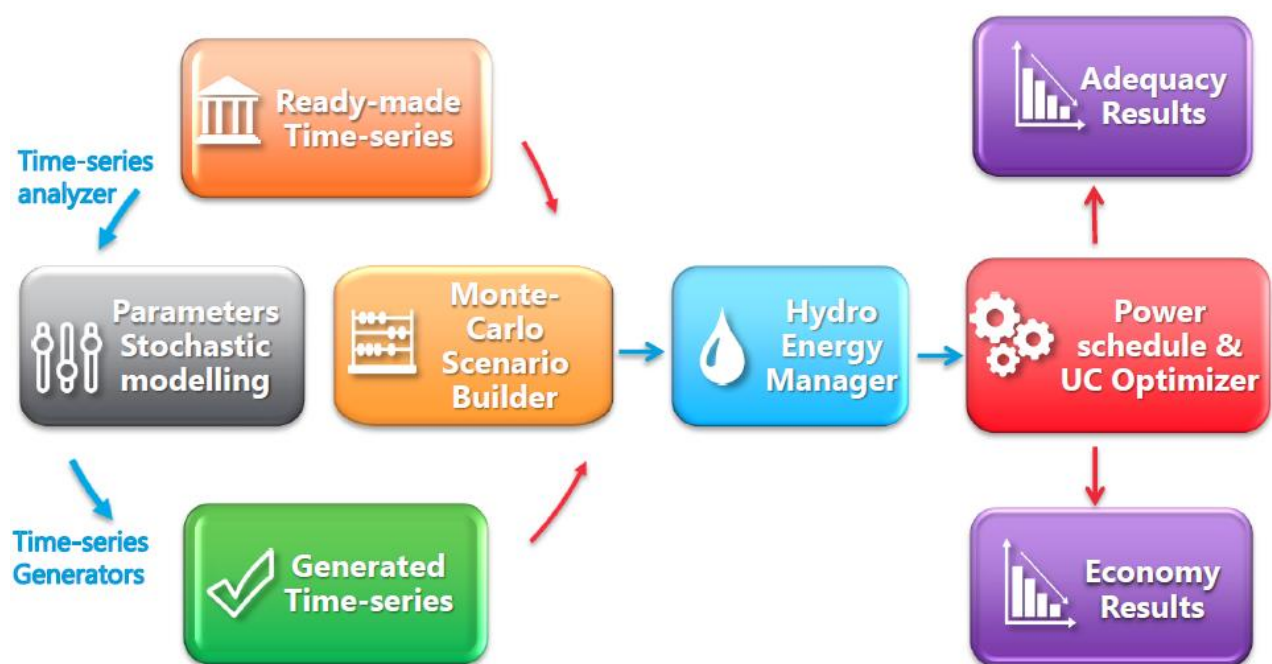 Ready-made
Time-series
Time-series
analyzer
Parameters
Stochastic
modelling
Time-series
Generators
Generated
Time-series
Monte-
Carlo
Scenario
Builder
Hydro
Energy
Manager
Power
schedule &
UC Optimizer
Adequacy
Results
Economy
Results